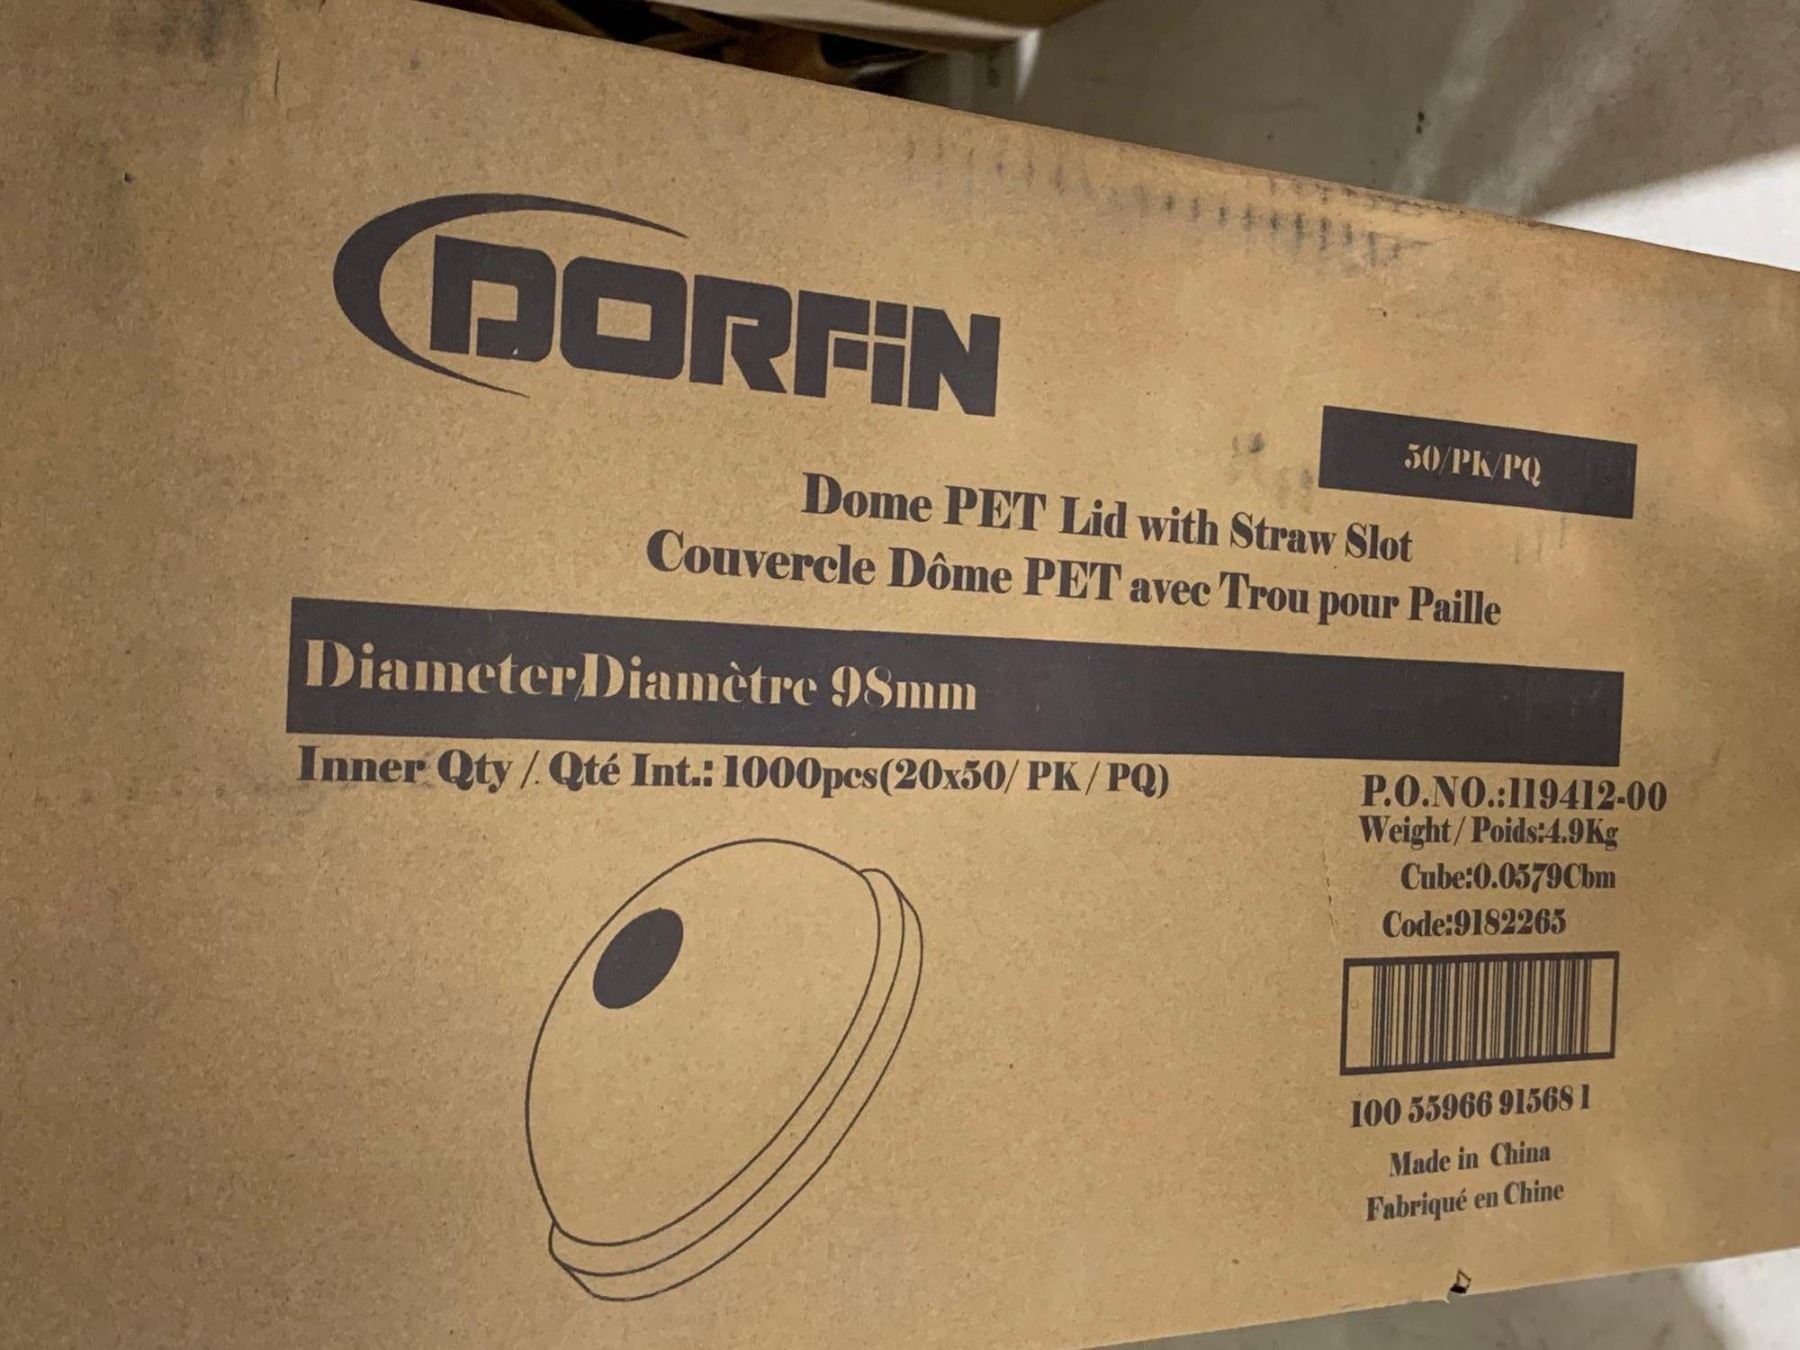 DORFiN
50/PK/PQ
Dome PET Lid with Straw Slot
Couvercle Dôme PET avec Trou pour Paille
Diameter/Diamètre 98mm
Inner Qty / Qté Int.: 1000pcs(20x50/ PK / PQ)
P.O.NO.:119412-00
Weight / Poids:4.9Kg
Cube:0.0579Cbm
Code:9182265
100 55966 91568 1
Made in China
Fabriqué en Chine